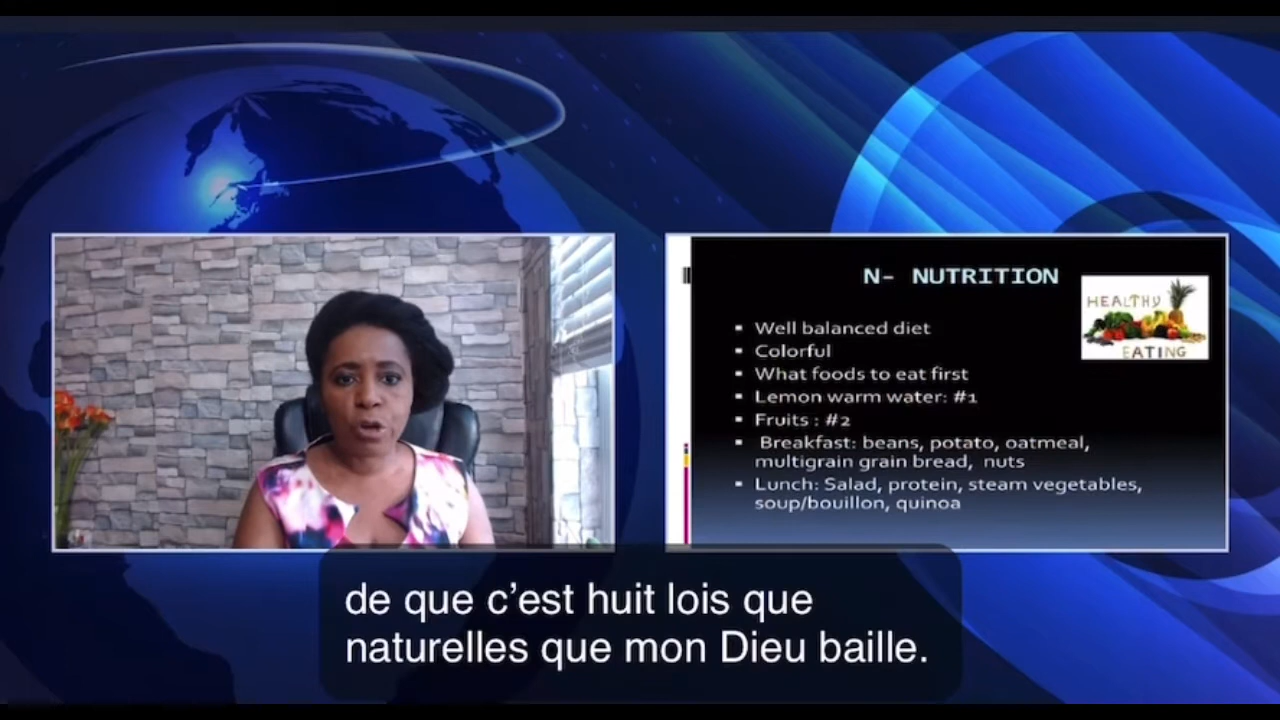 N- NUTRITION
HEALTHY
EATING
▪ Well balanced diet
▪ Colorful
▪ What foods to eat first
▪ Lemon warm water: #1
▪ Fruits : #2
▪ Breakfast: beans, potato, oatmeal,
multigrain grain bread, nuts
▪ Lunch: Salad, protein, steam vegetables,
soup/bouillon, quinoa
de que c’est huit lois que
naturelles que mon Dieu baille.